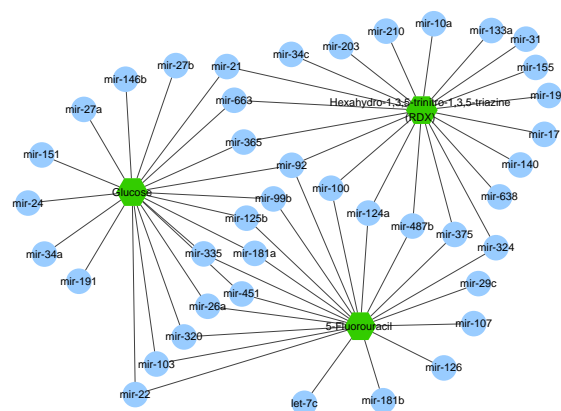 mir-210
mir-10a
mir-133a
mir-203
mir-31
mir-34c
mir-27b
mir-21
mir-155
mir-146b
mir-19
mir-663
Hexahydro-1,3,5-trinitro-1,3,5-triazine
(RDX)
mir-27a
mir-17
mir-365
mir-151
mir-92
mir-140
Glucose
mir-100
mir-638
mir-24
mir-99b
mir-124a
mir-125b
mir-487b
mir-375
mir-34a
mir-335
mir-181a
mir-324
mir-191
mir-29c
mir-451
mir-26a
mir-107
5-Fluorouracil
mir-320
mir-103
mir-126
mir-22
let-7c
mir-181b